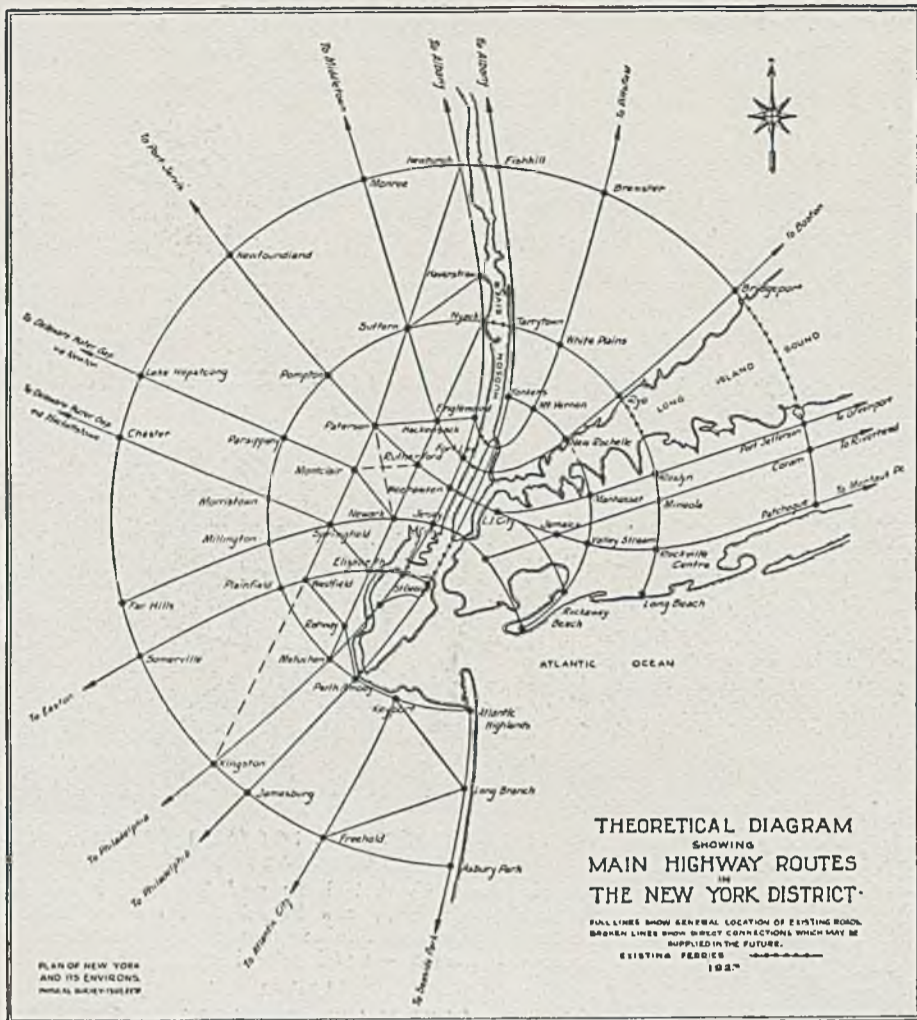 To Middletown
To Albany
To Albany
To Pittsfield
To Port Jervis
Newburgh
Fishkill
Monroe
Brewster
To Boston
Newfoundland
Haverstraw
Bridgeport
HUDSON RIVER
Suffern
Nyack
Tarrytown
White Plains
To Delaware Water Gap
via Newton
Lake Hopatcong
Pompton
LONG ISLAND SOUND
Yonkers
Mt Vernon
Rye
To Delaware Water Gap
via Hackettstown
Chester
Parsippany
Paterson
Englewood
Hackensack
Fort Lee
New Rochelle
Port Jefferson
To Greenport
To Riverhead
Montclair
Rutherford
Roslyn
Coram
Morristown
Weehawken
Manhasset
Mineola
Patchogue
To Montauk Pt.
Newark
Jersey
L.I. City
Jamaica
Millington
Springfield
Valley Stream
Elizabeth
Rockville
Centre
Plainfield
Westfield
St George
Far Hills
Rahway
Rockaway
Beach
Long Beach
Somerville
Metuchen
ATLANTIC OCEAN
To Easton
Perth Amboy
Keyport
Atlantic
Highlands
Kingston
Jamesburg
Long Branch
To Philadelphia
Freehold
Asbury Park
To Philadelphia
To Atlantic City
To Seaside Park
THEORETICAL DIAGRAM
SHOWING
MAIN HIGHWAY ROUTES
IN
THE NEW YORK DISTRICT.
FULL LINES SHOW GENERAL LOCATION OF EXISTING ROADS.
BROKEN LINES SHOW DIRECT CONNECTIONS WHICH MAY BE
SUPPLIED IN THE FUTURE.
EXISTING FERRIES
PLAN OF NEW YORK
AND ITS ENVIRONS